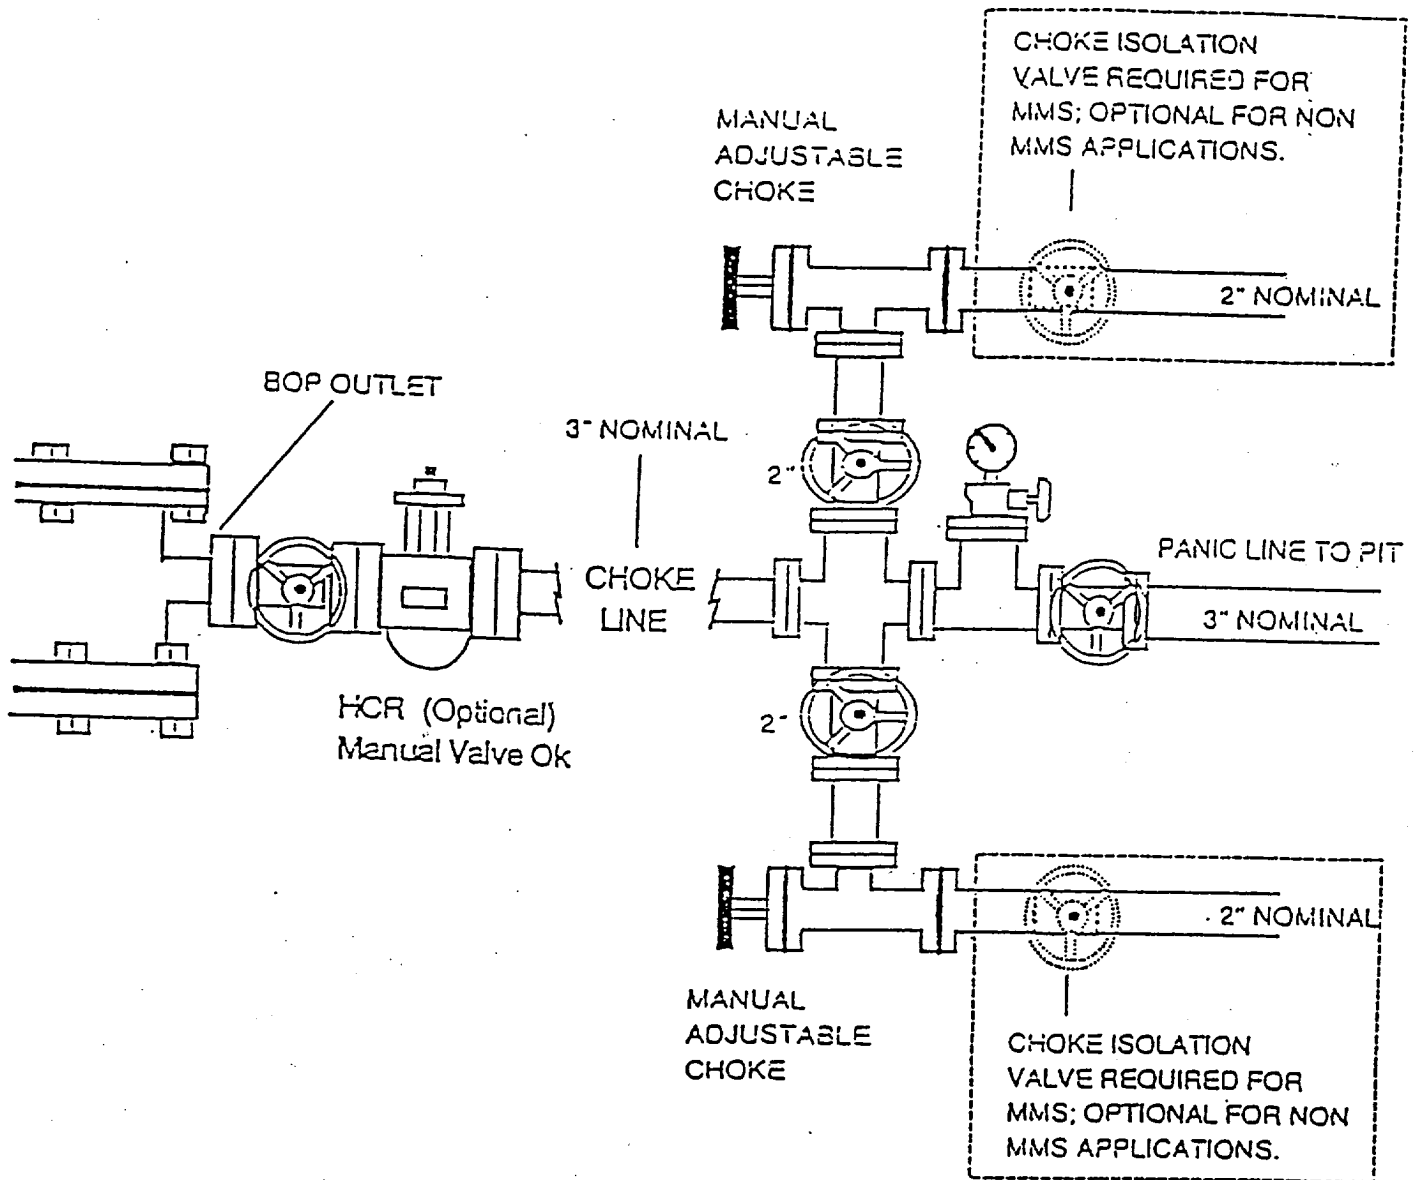 CHOKE ISOLATION
VALVE REQUIRED FOR
MMS; OPTIONAL FOR NON
MMS APPLICATIONS.
MANUAL
ADJUSTABLE
CHOKE
2" NOMINAL
BOP OUTLET
3" NOMINAL
2"
PANIC LINE TO PIT
CHOKE
LINE
3" NOMINAL
HCR (Optional)
Manual Valve Ok
2"
2" NOMINAL
MANUAL
ADJUSTABLE
CHOKE
CHOKE ISOLATION
VALVE REQUIRED FOR
MMS; OPTIONAL FOR NON
MMS APPLICATIONS.